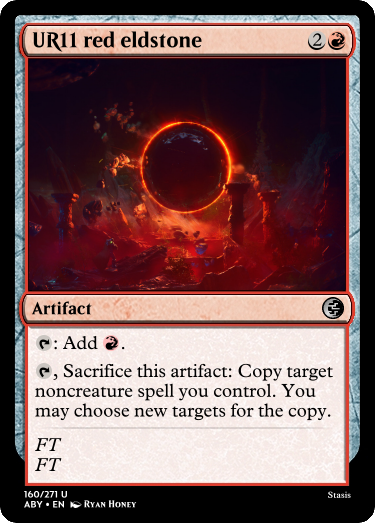 UR11 red eldstone 2
Artifact
: Add .
, Sacrifice this artifact: Copy target
noncreature spell you control. You
may choose new targets for the copy.
FT
FT
160/271 U
ABY • EN RYAN HONEY
Stasis